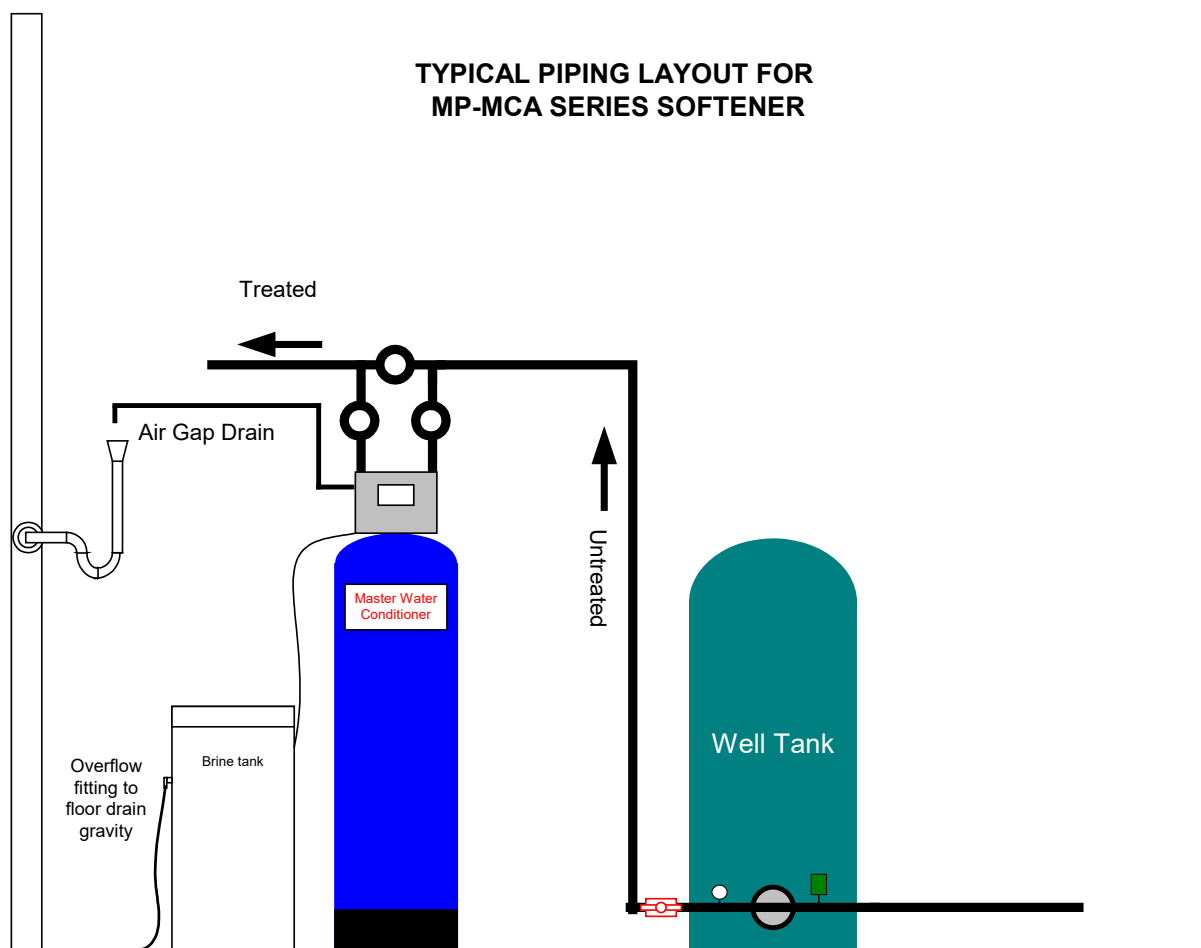 TYPICAL PIPING LAYOUT FOR
MP-MCA SERIES SOFTENER
Treated
Air Gap Drain
Untreated
Master Water
Conditioner
Well Tank
Brine tank
Overflow
fitting to
floor drain
gravity